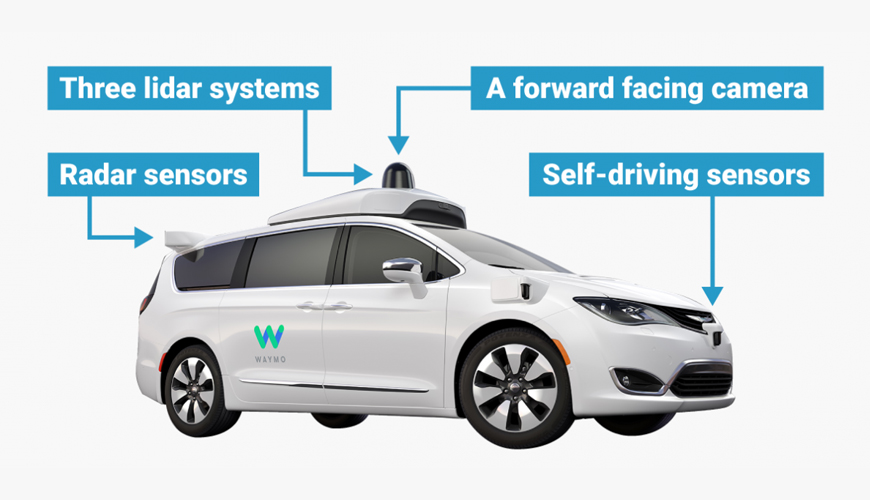 Three lidar systems
A forward facing camera
Radar sensors
Self-driving sensors
WAYMO